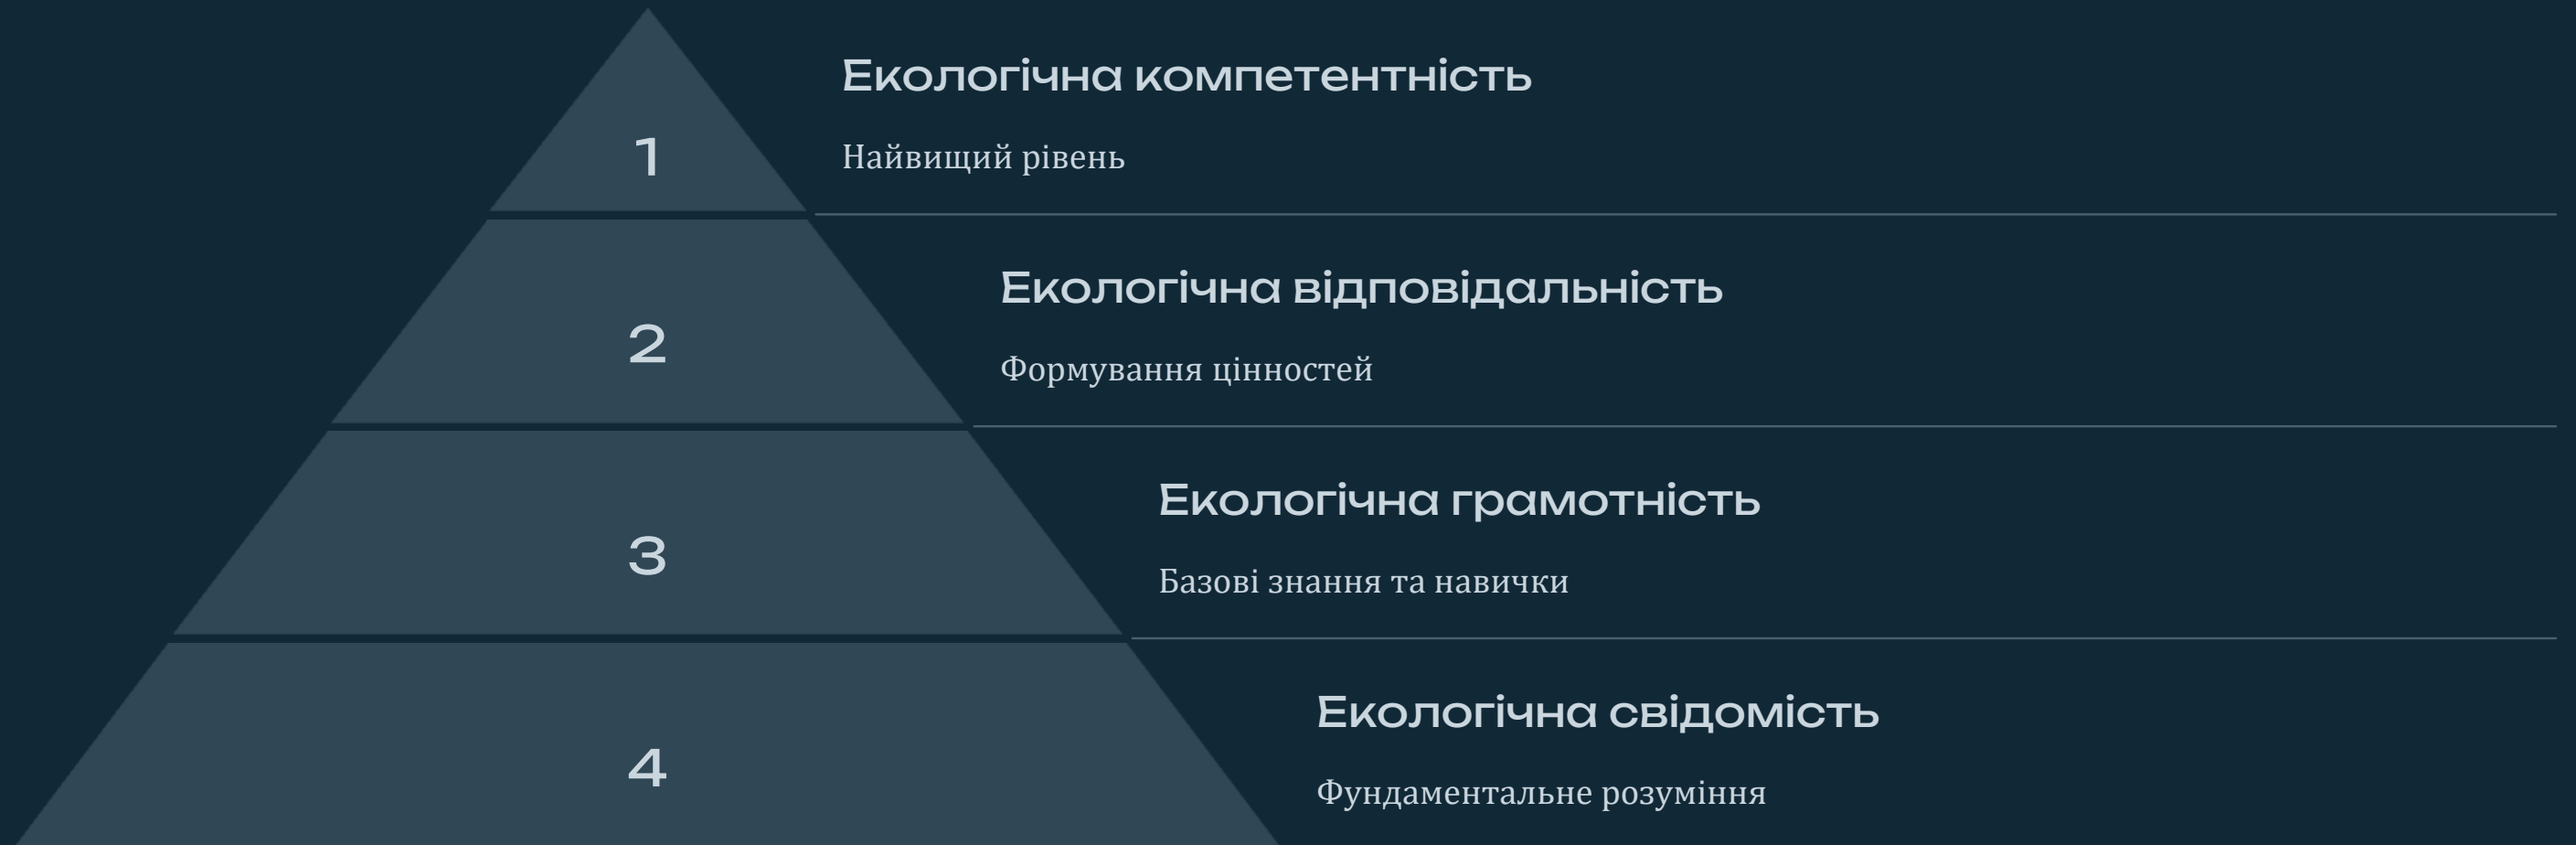 1
Екологічна компетентність
Найвищий рівень
2
Екологічна відповідальність
Формування цінностей
3
Екологічна грамотність
Базові знання та навички
4
Екологічна свідомість
Фундаментальне розуміння